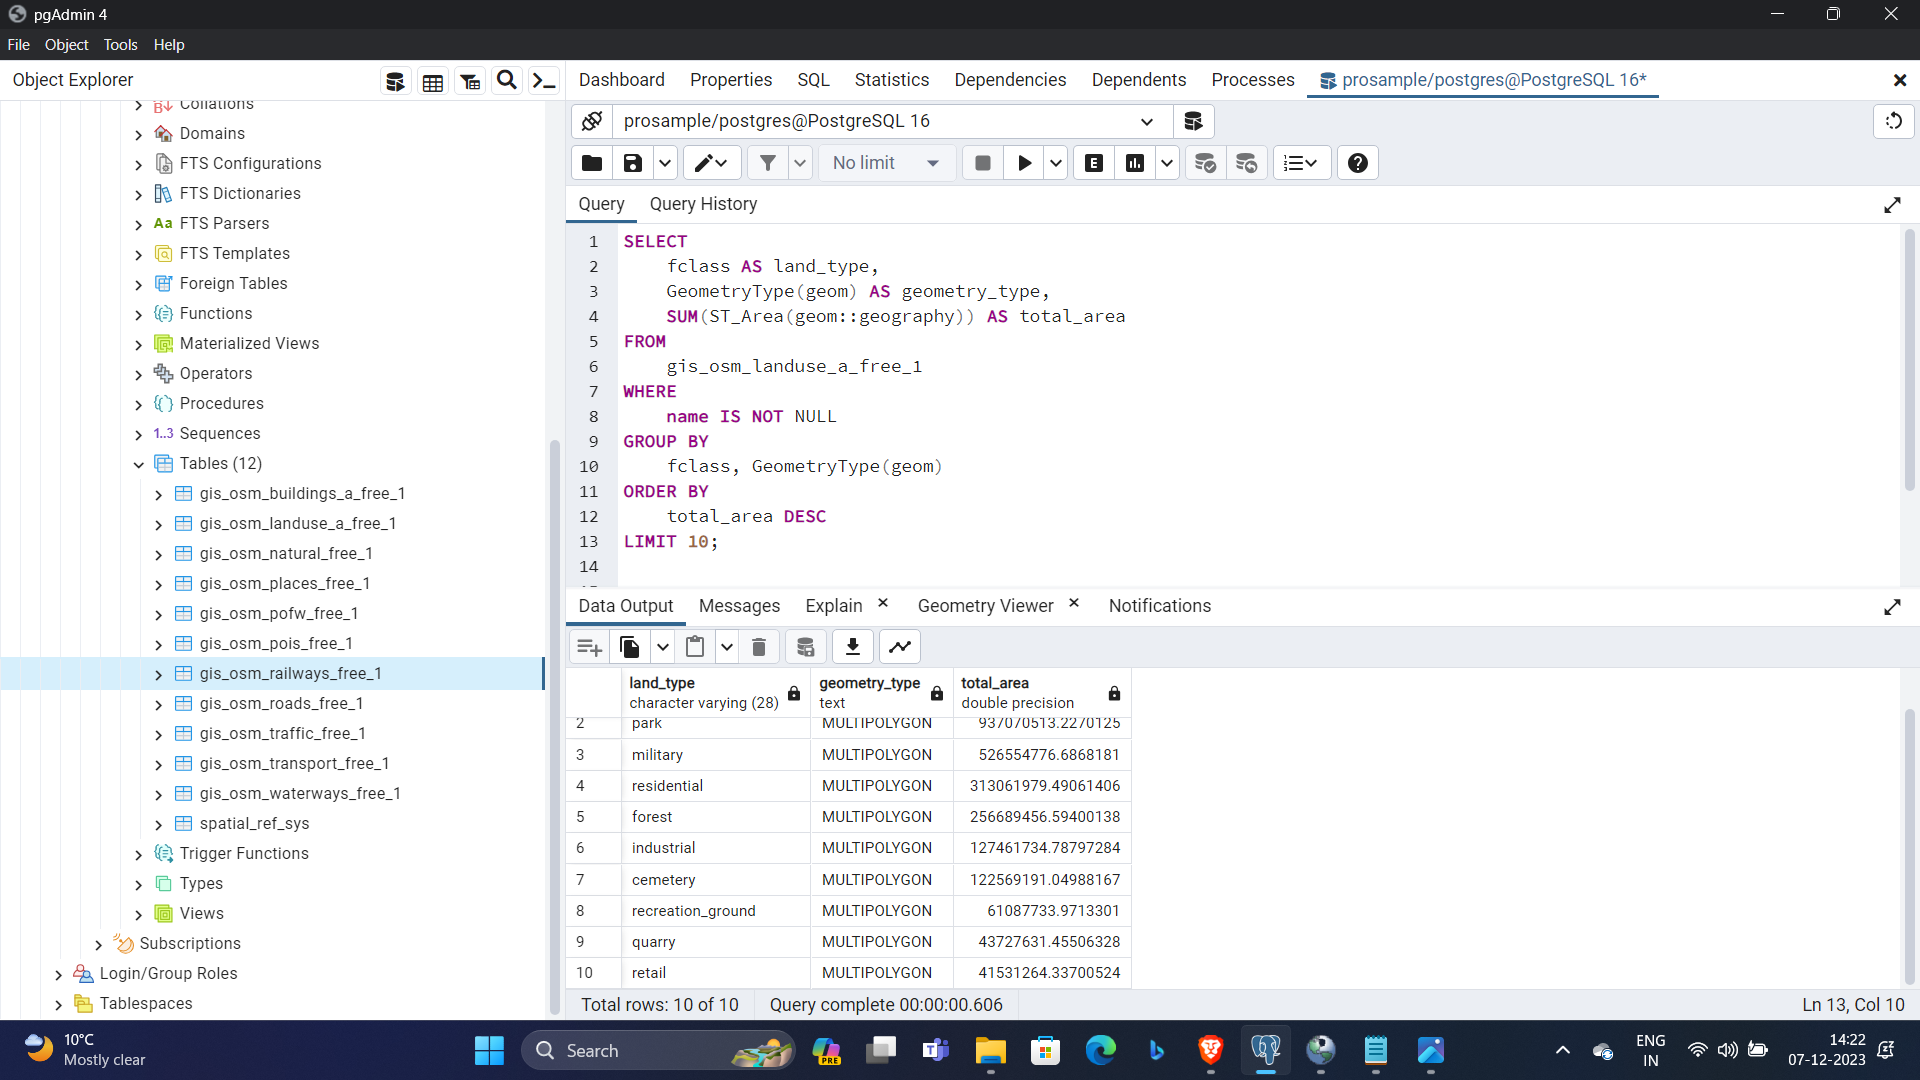 pgAdmin 4
File Object Tools Help
Object Explorer
Dashboard Properties SQL Statistics Dependencies Dependents Processes prosample/postgres@PostgreSQL 16*
Collations
Domains
FTS Configurations
FTS Dictionaries
Aa FTS Parsers
FTS Templates
Foreign Tables
Functions
Materialized Views
Operators
Procedures
1..3 Sequences
Tables (12)
gis_osm_buildings_a_free_1
gis_osm_landuse_a_free_1
gis_osm_natural_free_1
gis_osm_places_free_1
gis_osm_pofw_free_1
gis_osm_pois_free_1
gis_osm_railways_free_1
gis_osm_roads_free_1
gis_osm_traffic_free_1
gis_osm_transport_free_1
gis_osm_waterways_free_1
spatial_ref_sys
Trigger Functions
Types
Views
Subscriptions
Login/Group Roles
Tablespaces
prosample/postgres@PostgreSQL 16
No limit
E
Query Query History
1 SELECT
2 fclass AS land_type,
3 GeometryType(geom) AS geometry_type,
4 SUM(ST_Area(geom::geography)) AS total_area
5 FROM
6 gis_osm_landuse_a_free_1
7 WHERE
8 name IS NOT NULL
9 GROUP BY
10 fclass, GeometryType(geom)
11 ORDER BY
12 total_area DESC
13 LIMIT 10;
14
Data Output Messages Explain Geometry Viewer Notifications
land_type geometry_type total_area
character varying (28) text double precision
2 park MULTIPOLYGON 937070513.2270125
3 military MULTIPOLYGON 526554776.6868181
4 residential MULTIPOLYGON 313061979.49061406
5 forest MULTIPOLYGON 256689456.59400138
6 industrial MULTIPOLYGON 127461734.78797284
7 cemetery MULTIPOLYGON 122569191.04988167
8 recreation_ground MULTIPOLYGON 61087733.9713301
9 quarry MULTIPOLYGON 43727631.45506328
10 retail MULTIPOLYGON 41531264.33700524
Total rows: 10 of 10 Query complete 00:00:00.606 Ln 13, Col 10
10°C
Mostly clear
Search
PRE
ENG
IN
14:22
07-12-2023